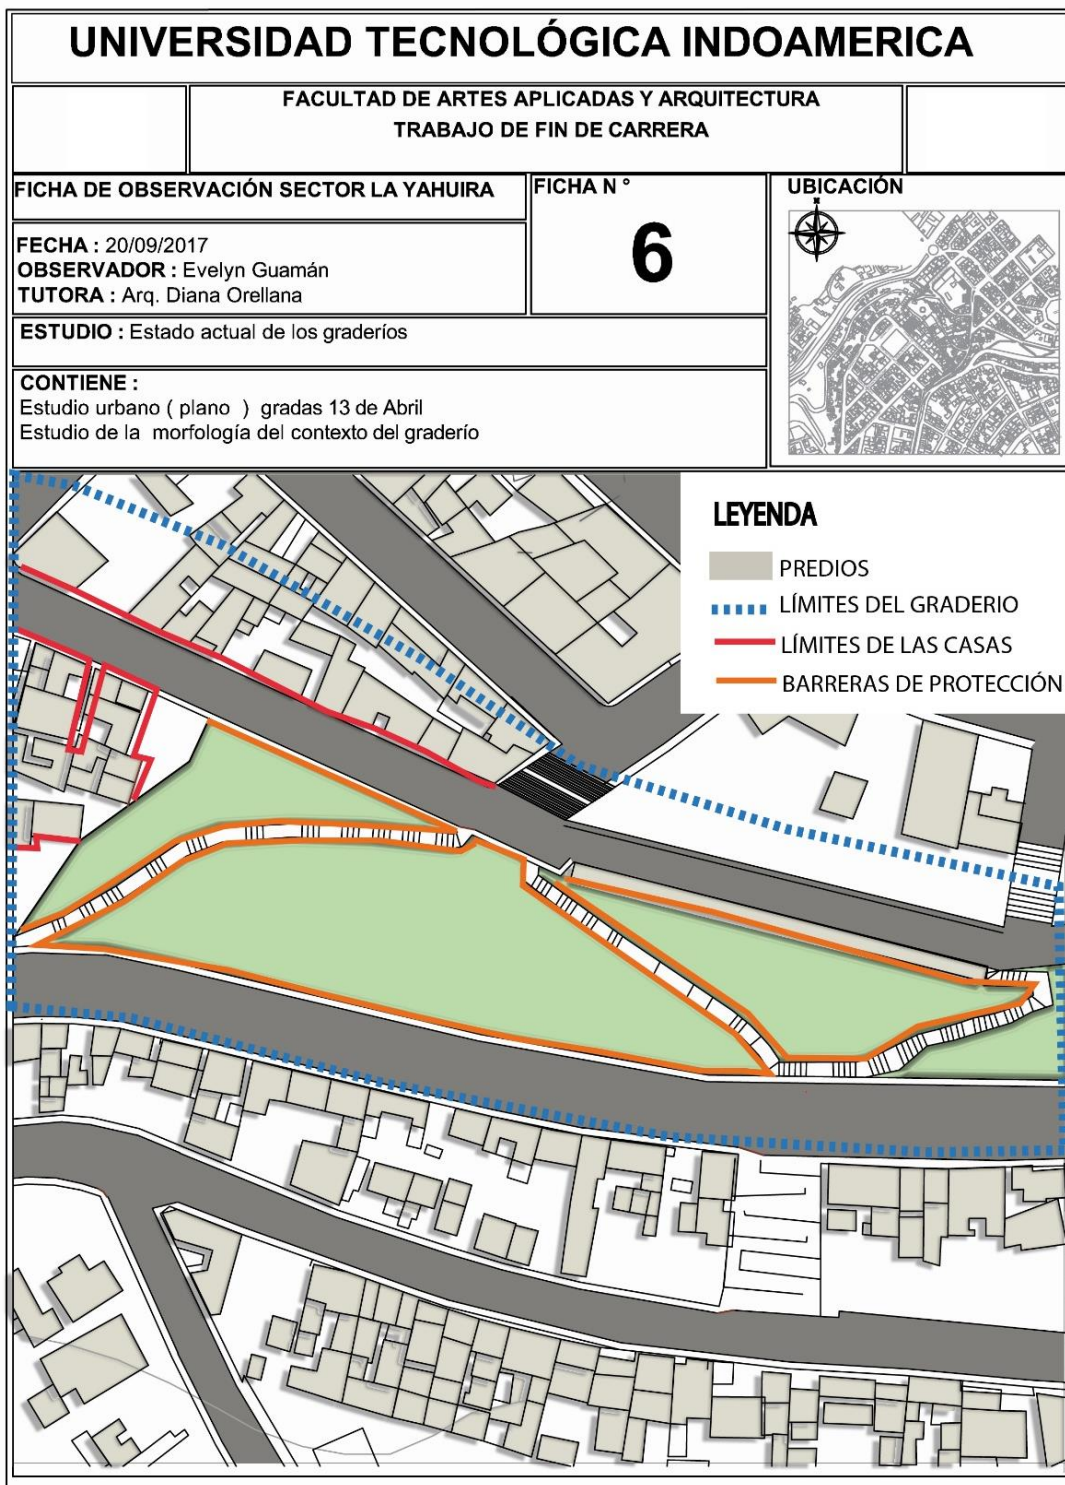 UNIVERSIDAD TECNOLÓGICA INDOAMERICA
FACULTAD DE ARTES APLICADAS Y ARQUITECTURA
TRABAJO DE FIN DE CARRERA
FICHA DE OBSERVACIÓN SECTOR LA YAHUIRA
FECHA : 20/09/2017
OBSERVADOR : Evelyn Guamán
TUTORA : Arq. Diana Orellana
FICHA N °
6
UBICACIÓN
ESTUDIO : Estado actual de los graderíos
CONTIENE :
Estudio urbano ( plano ) gradas 13 de Abril
Estudio de la morfología del contexto del graderío
LEYENDA
PREDIOS
LÍMITES DEL GRADERIO
LÍMITES DE LAS CASAS
BARRERAS DE PROTECCIÓN